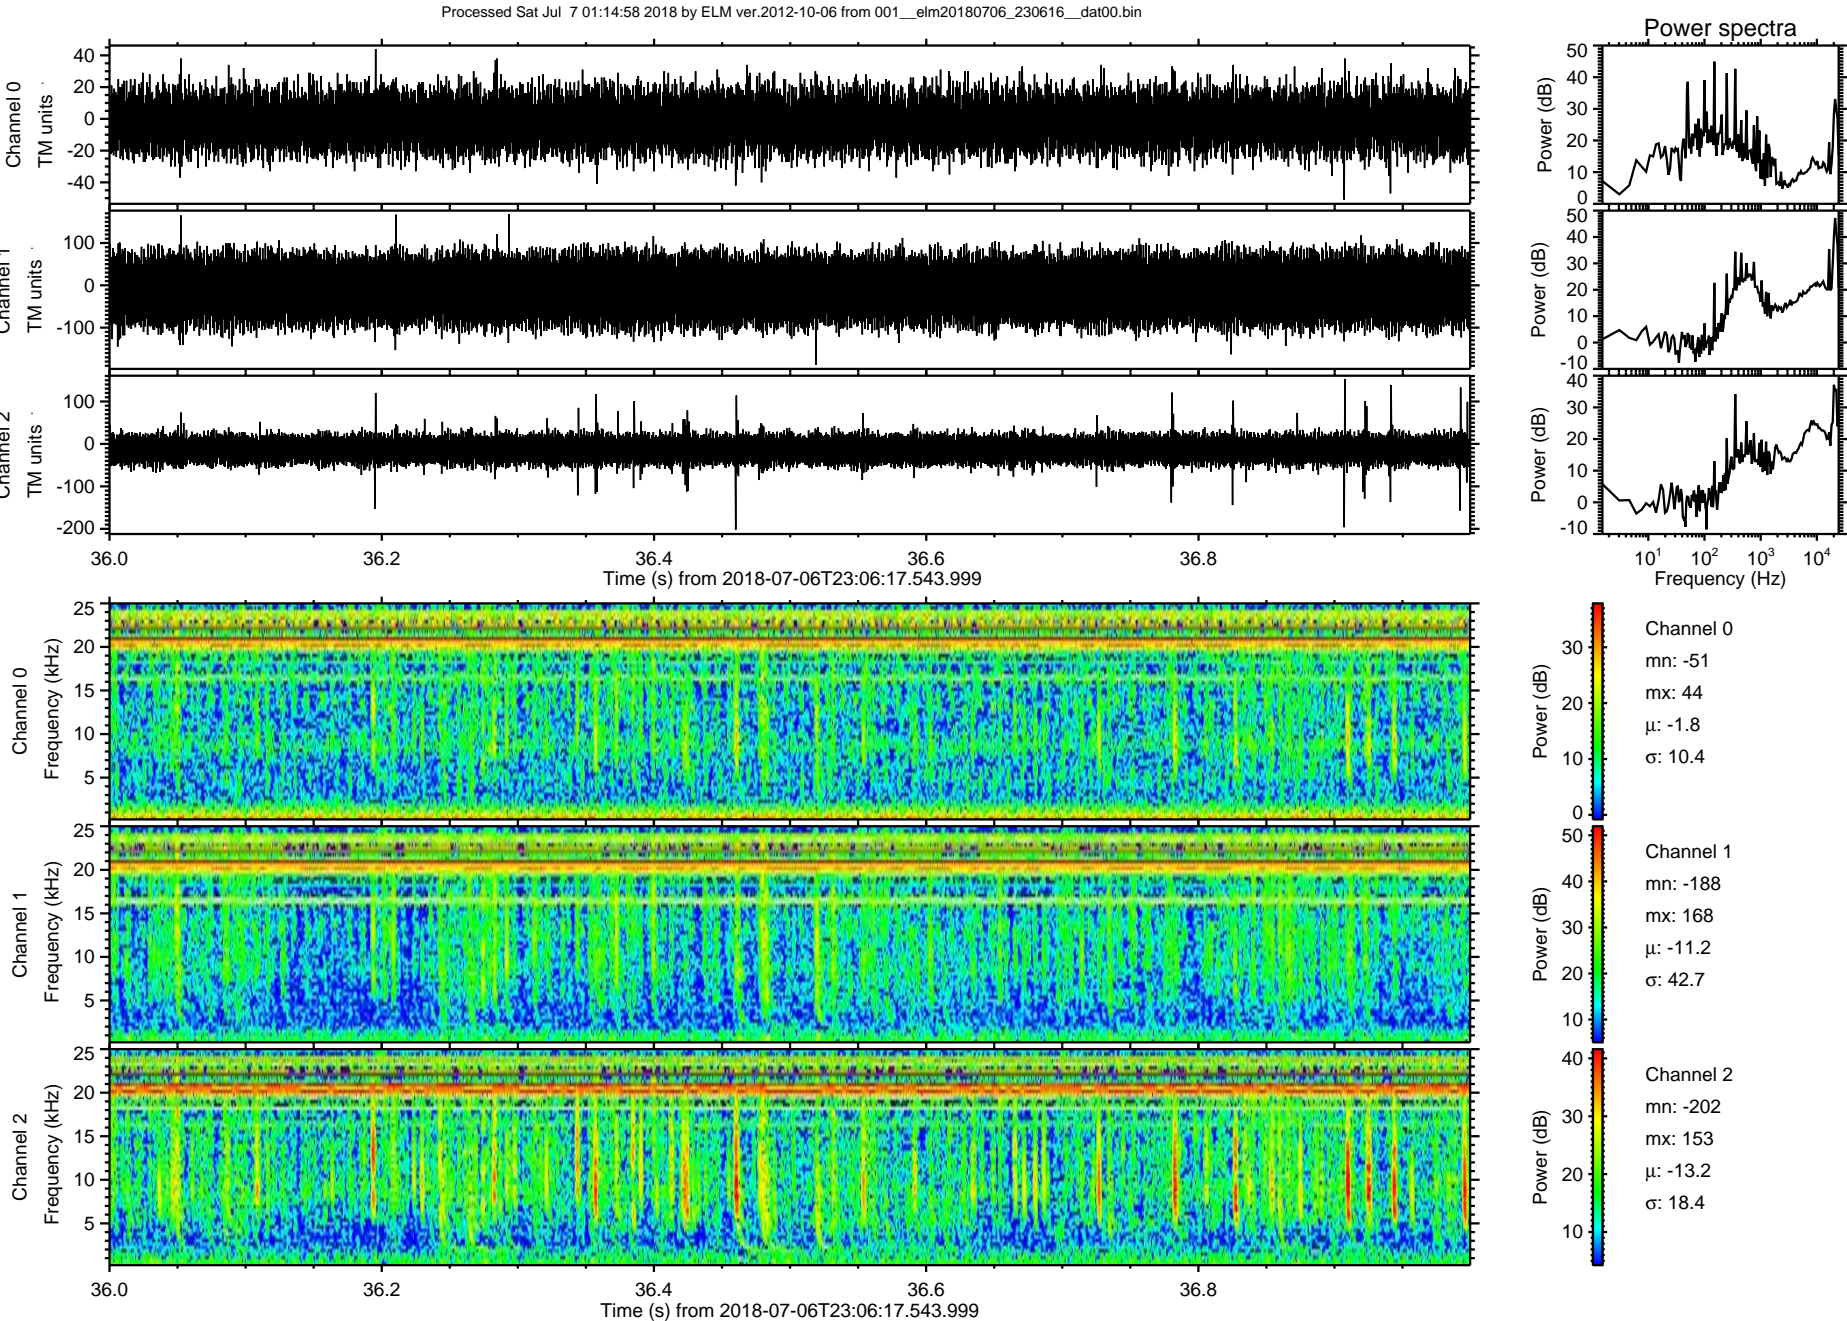 Processed Sat Jul  7 01:14:58 2018 by ELM ver.2012-10-06 from 001__elm20180706_230616__dat00.bin
Power spectra
Channel 0
TM units
40
20
0
-20
-40
Power (dB)
50
40
30
20
10
0
Channel 1
TM units
100
0
-100
Power (dB)
50
40
30
20
10
0
-10
Channel 2
TM units
100
0
-100
-200
Power (dB)
40
30
20
10
0
-10
36.0 36.2 36.4 36.6 36.8
Time (s) from 2018-07-06T23:06:17.543.999
10¹ 10² 10³ 10⁴
Frequency (Hz)
Channel 0
Frequency (kHz)
25
20
15
10
5
Power (dB)
30
20
10
0
Channel 0
mn: -51
mx: 44
μ: -1.8
σ: 10.4
Channel 1
Frequency (kHz)
25
20
15
10
5
Power (dB)
50
40
30
20
10
Channel 1
mn: -188
mx: 168
μ: -11.2
σ: 42.7
Channel 2
Frequency (kHz)
25
20
15
10
5
Power (dB)
40
30
20
10
Channel 2
mn: -202
mx: 153
μ: -13.2
σ: 18.4
36.0 36.2 36.4 36.6 36.8
Time (s) from 2018-07-06T23:06:17.543.999